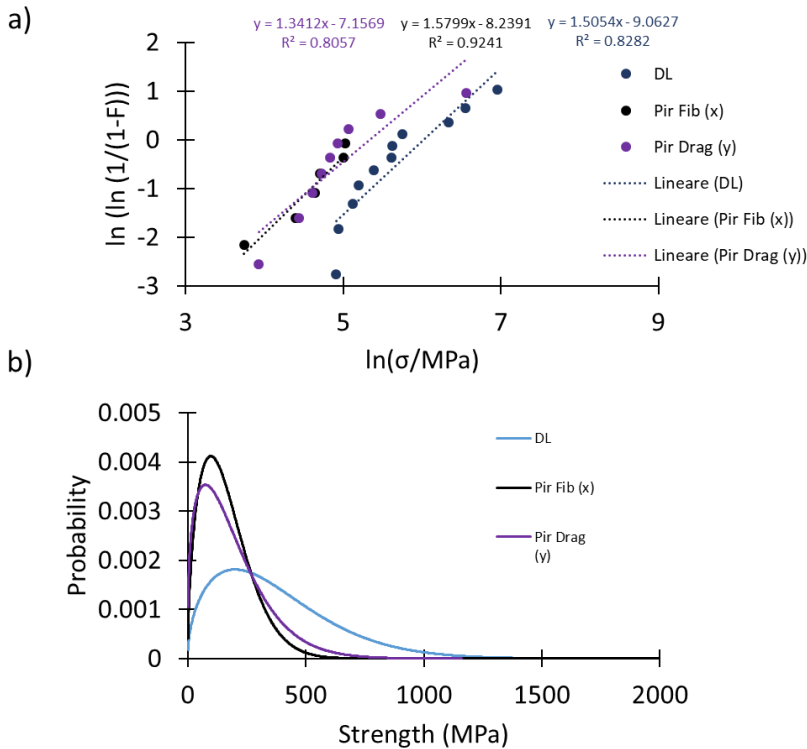 a)
y = 1.3412x - 7.1569
R² = 0.8057
y = 1.5799x - 8.2391
R² = 0.9241
y = 1.5054x - 9.0627
R² = 0.8282
2
1
0
-1
-2
-3
ln (ln (1/(1-F)))
3
5
7
9
ln(σ/MPa)
DL
Pir Fib (x)
Pir Drag (y)
Lineare (DL)
Lineare (Pir Fib (x))
Lineare (Pir Drag (y))
b)
0.005
0.004
0.003
0.002
0.001
0
Probability
0
500
1000
1500
2000
Strength (MPa)
DL
Pir Fib (x)
Pir Drag
(y)